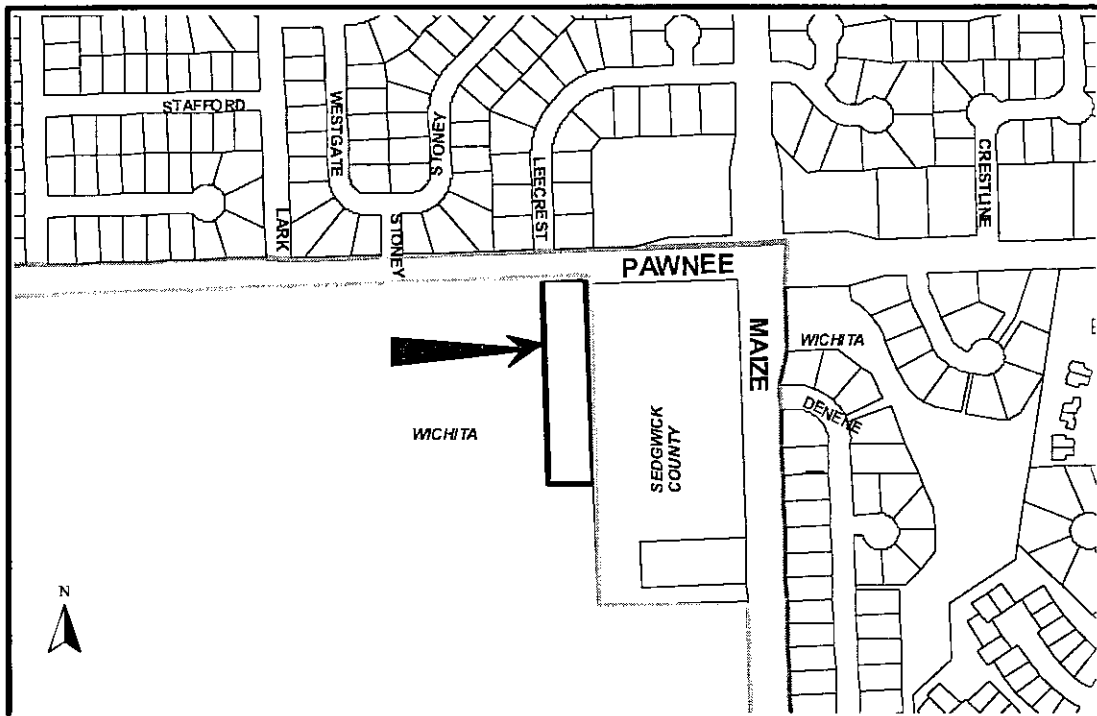 STAFFORD
WESTGATE
STONEY
LEECREST
CRESTLINE
LARK
STONEY
PAWNEE
MAIZE
WICHITA
DENENE
WICHITA
SEDGWICK
COUNTY
N